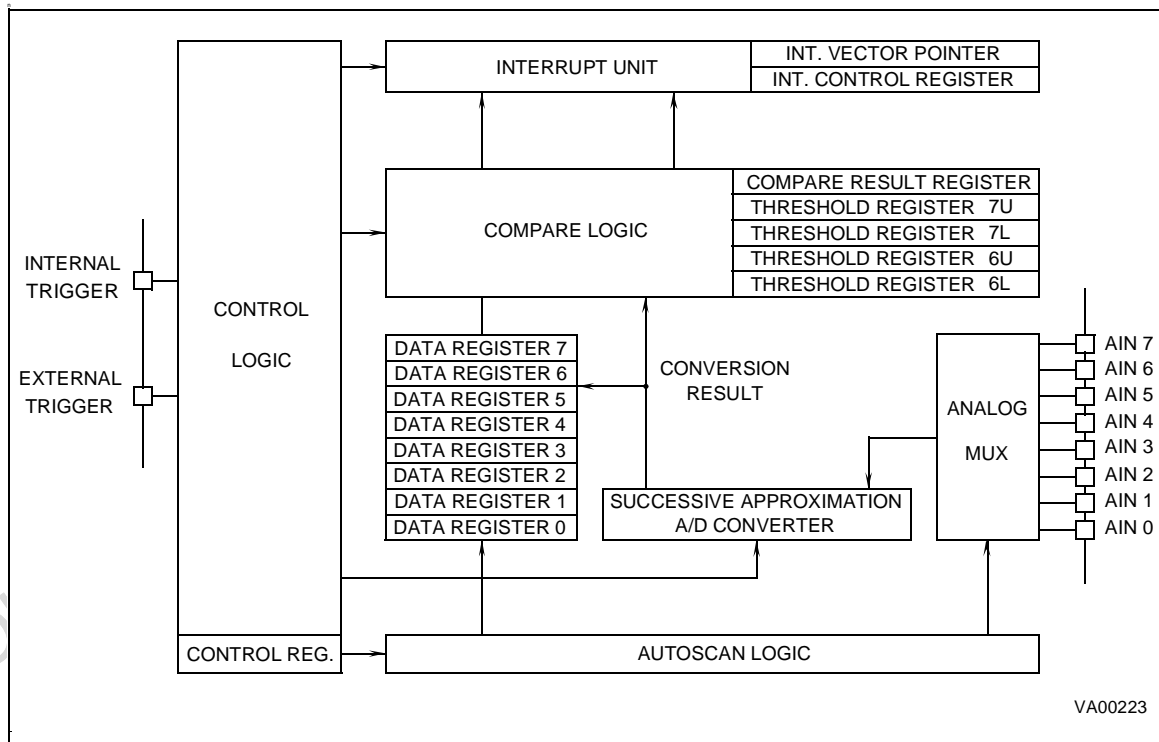 INTERRUPT UNIT
INT. VECTOR POINTER
INT. CONTROL REGISTER
COMPARE LOGIC
COMPARE RESULT REGISTER
THRESHOLD REGISTER 7U
THRESHOLD REGISTER 7L
THRESHOLD REGISTER 6U
THRESHOLD REGISTER 6L
INTERNAL
TRIGGER
EXTERNAL
TRIGGER
CONTROL
LOGIC
DATA REGISTER 7
DATA REGISTER 6
DATA REGISTER 5
DATA REGISTER 4
DATA REGISTER 3
DATA REGISTER 2
DATA REGISTER 1
DATA REGISTER 0
CONVERSION
RESULT
SUCCESSIVE APPROXIMATION
A/D CONVERTER
ANALOG
MUX
AIN 7
AIN 6
AIN 5
AIN 4
AIN 3
AIN 2
AIN 1
AIN 0
CONTROL REG.
AUTOSCAN LOGIC
VA00223